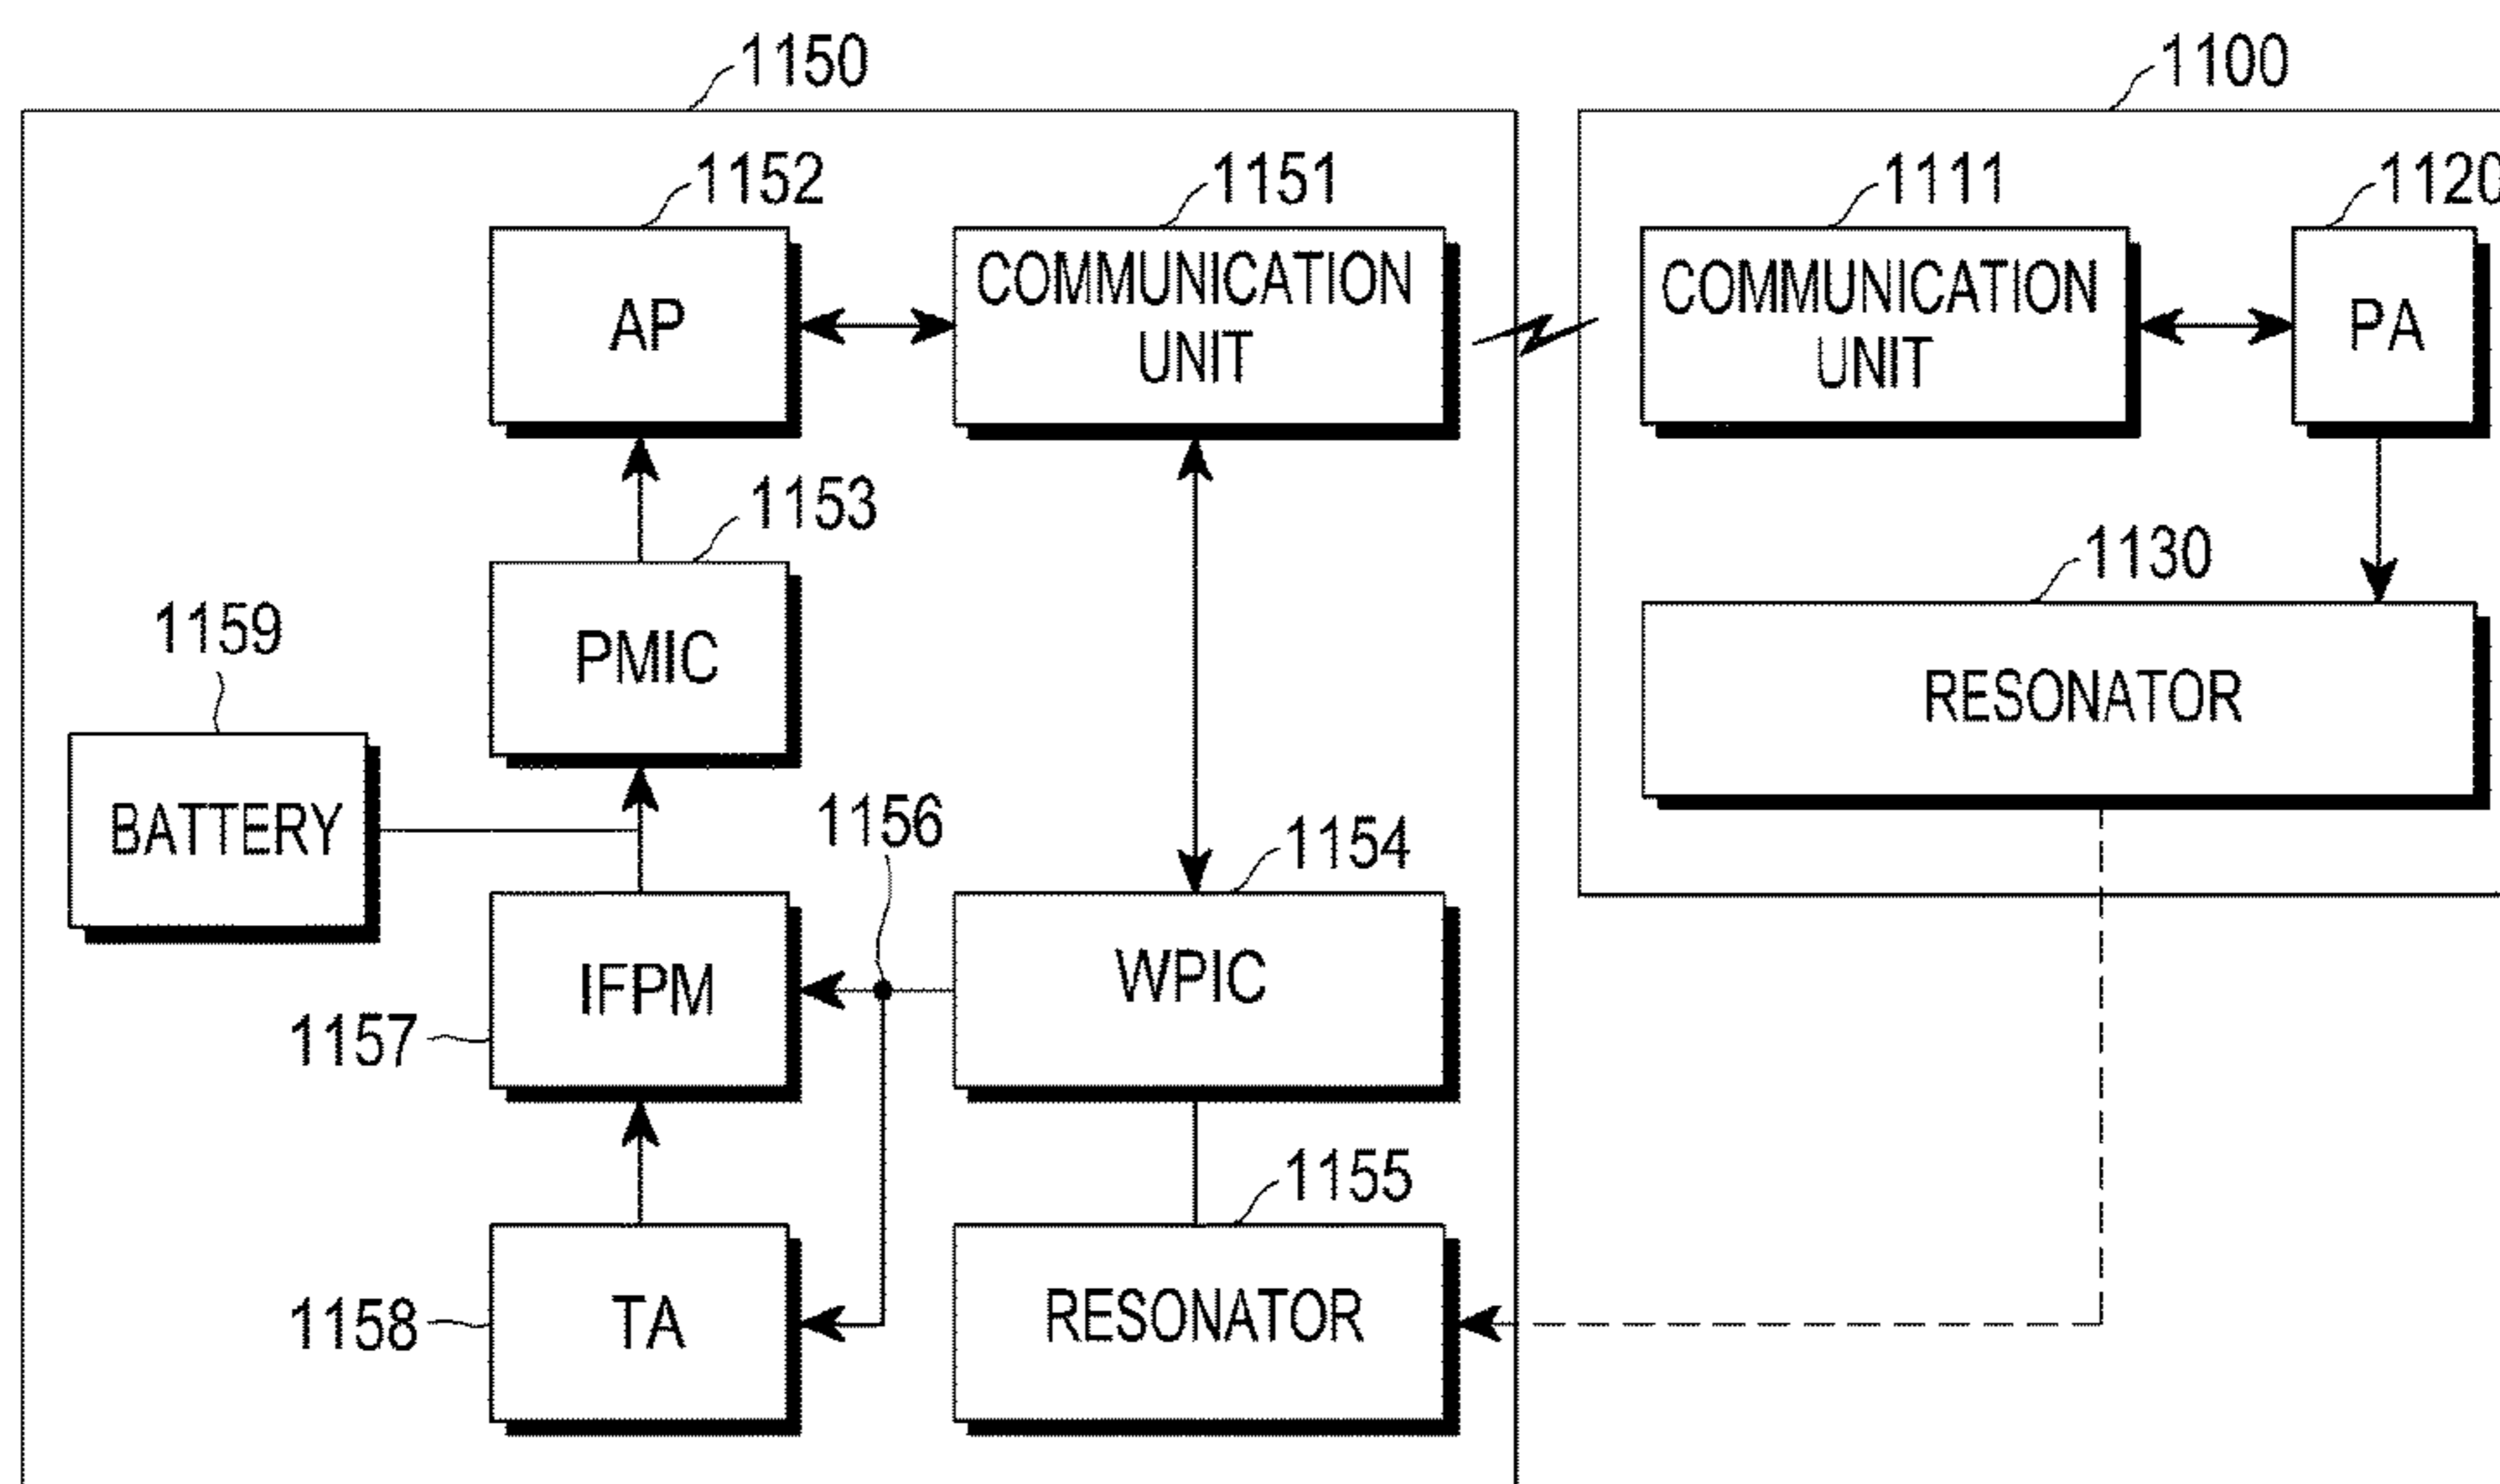 1150
1100
1152
1151
1111
1120
AP
COMMUNICATION
UNIT
COMMUNICATION
UNIT
PA
1153
1130
PMIC
RESONATOR
1159
BATTERY
1156
1154
IFPM
WPIC
1157
1155
TA
RESONATOR
1158